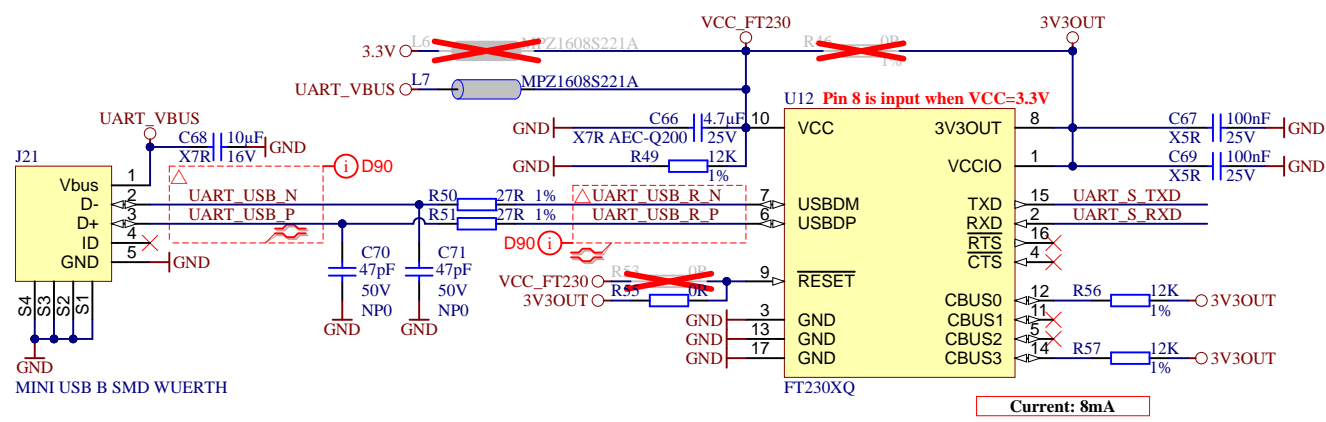 VCC_FT230
3V3OUT
3.3V
L6
MPZ1608S221A
R46
0R
1%
UART_VBUS
L7
MPZ1608S221A
U12
Pin 8 is input when VCC=3.3V
UART_VBUS
C68
10µF
GND
X7R
16V
GND
C66
4.7µF
10
VCC
3V3OUT
8
C67
100nF
GND
X7R AEC-Q200
25V
X5R
25V
J21
D90
GND
R49
12K
1%
VCCIO
1
C69
100nF
GND
X5R
25V
Vbus
1
D-
2
UART_USB_N
R50
27R
1%
UART_USB_R_N
7
USBDM
TXD
15
UART_S_TXD
D+
3
UART_USB_P
R51
27R
1%
UART_USB_R_P
6
USBDP
RXD
2
UART_S_RXD
ID
4
D90
RTS
16
GND
5
GND
C70
47pF
50V
NP0
GND
C71
47pF
50V
NP0
GND
CTS
4
VCC_FT230
R53
0R
9
RESET
3V3OUT
R55
0R
CBUS0
12
R56
12K
1%
3V3OUT
S4
S3
S2
S1
GND
3
GND
CBUS1
11
GND
13
GND
CBUS2
5
GND
17
GND
CBUS3
14
R57
12K
1%
3V3OUT
GND
MINI USB B SMD WUERTH
FT230XQ
Current: 8mA